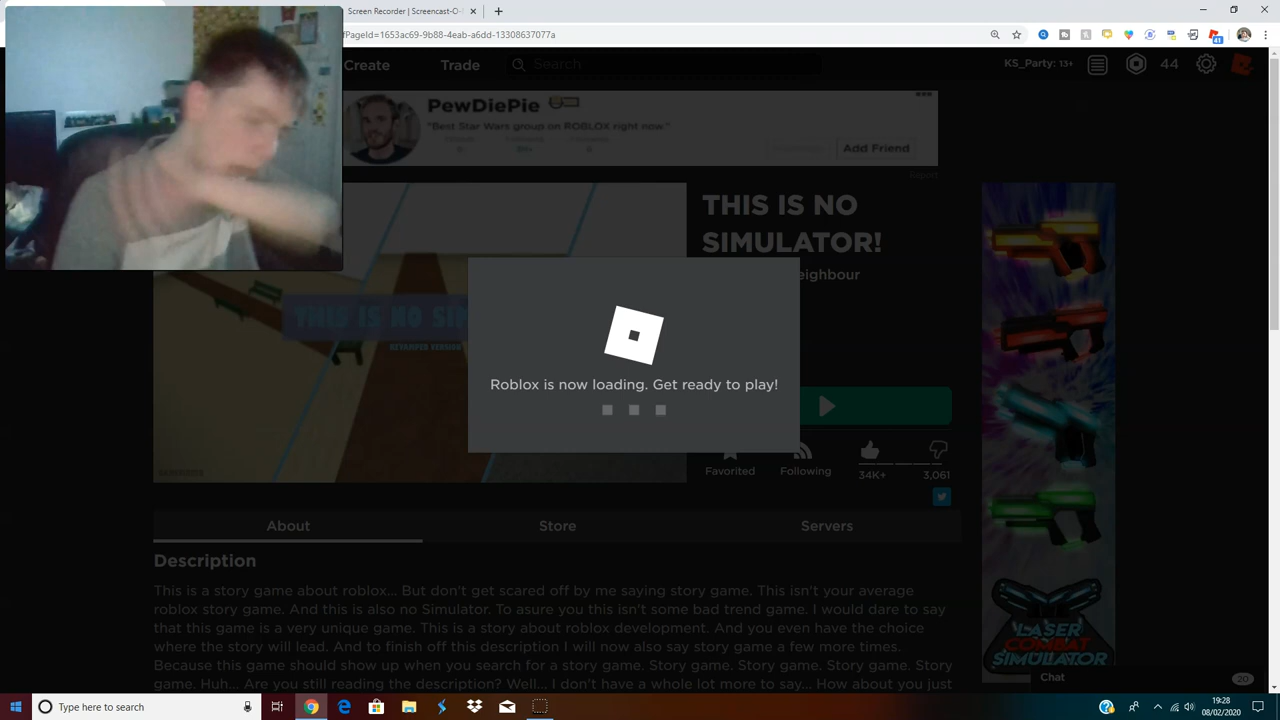 Screen Recorder | Screencast-O
fPageId=1653ac69-9b88-4eab-a6dd-13308637077a
41
Create
Trade
Search
KS_Party: 13+
44
PewDiePie
"Best Star Wars group on ROBLOX right now"
Add Friend
Report
THIS IS NO
SIMULATOR!
eighbour
THIS IS NO SI
REVAMPED VERSION
Roblox is now loading. Get ready to play!
Favorited
Following
34K+
3,061
About
Store
Servers
Description
This is a story game about roblox... But don't get scared off by me saying story game. This isn't your average
roblox story game. And this is also no Simulator. To asure you this isn't some bad trend game. I would dare to say
that this game is a very unique game. This is a story about roblox development. And you even have the choice
where the story will lead. And to finish off this description I will now also say story game a few more times.
Because this game should show up when you search for a story game. Story game. Story game. Story game. Story
game. Huh... Are you still reading the description? Well... I don't have a whole lot more to say... How about you just
LASER
COMBAT
SIMULATOR
Chat
20
Type here to search
19:28
08/02/2020